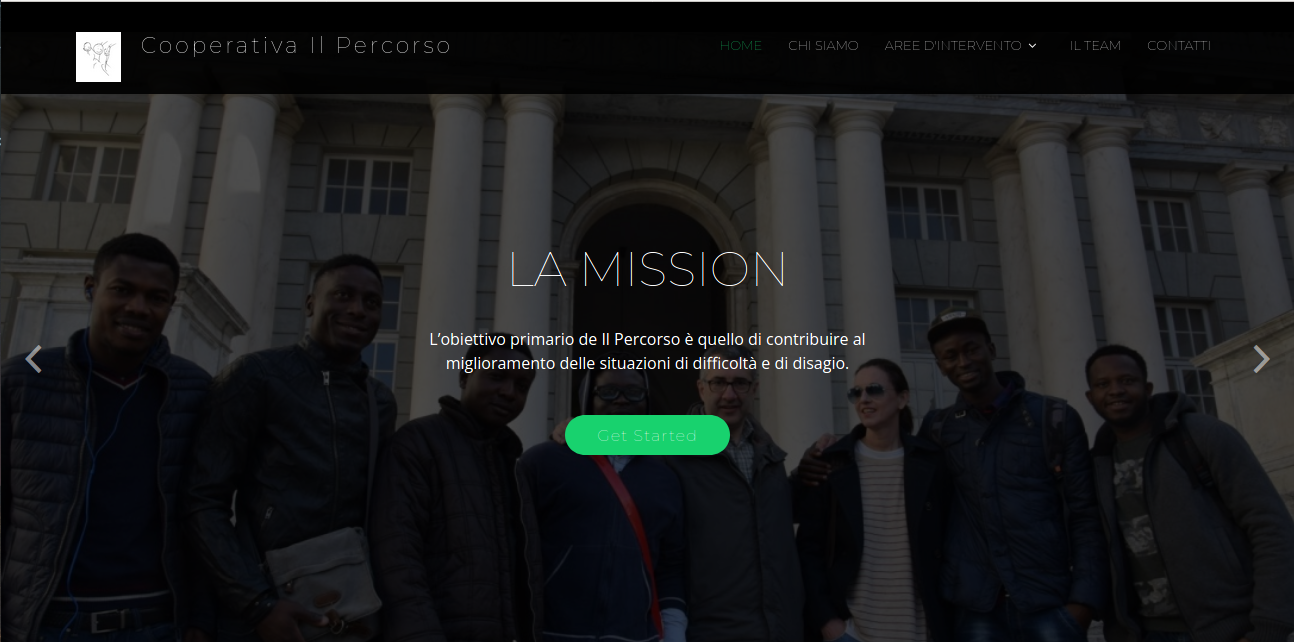 Cooperativa Il Percorso
HOME CHI SIAMO AREE D'INTERVENTO IL TEAM CONTATTI
LA MISSION
L'obiettivo primario de Il Percorso è quello di contribuire al
miglioramento delle situazioni di difficoltà e di disagio.
Get Started